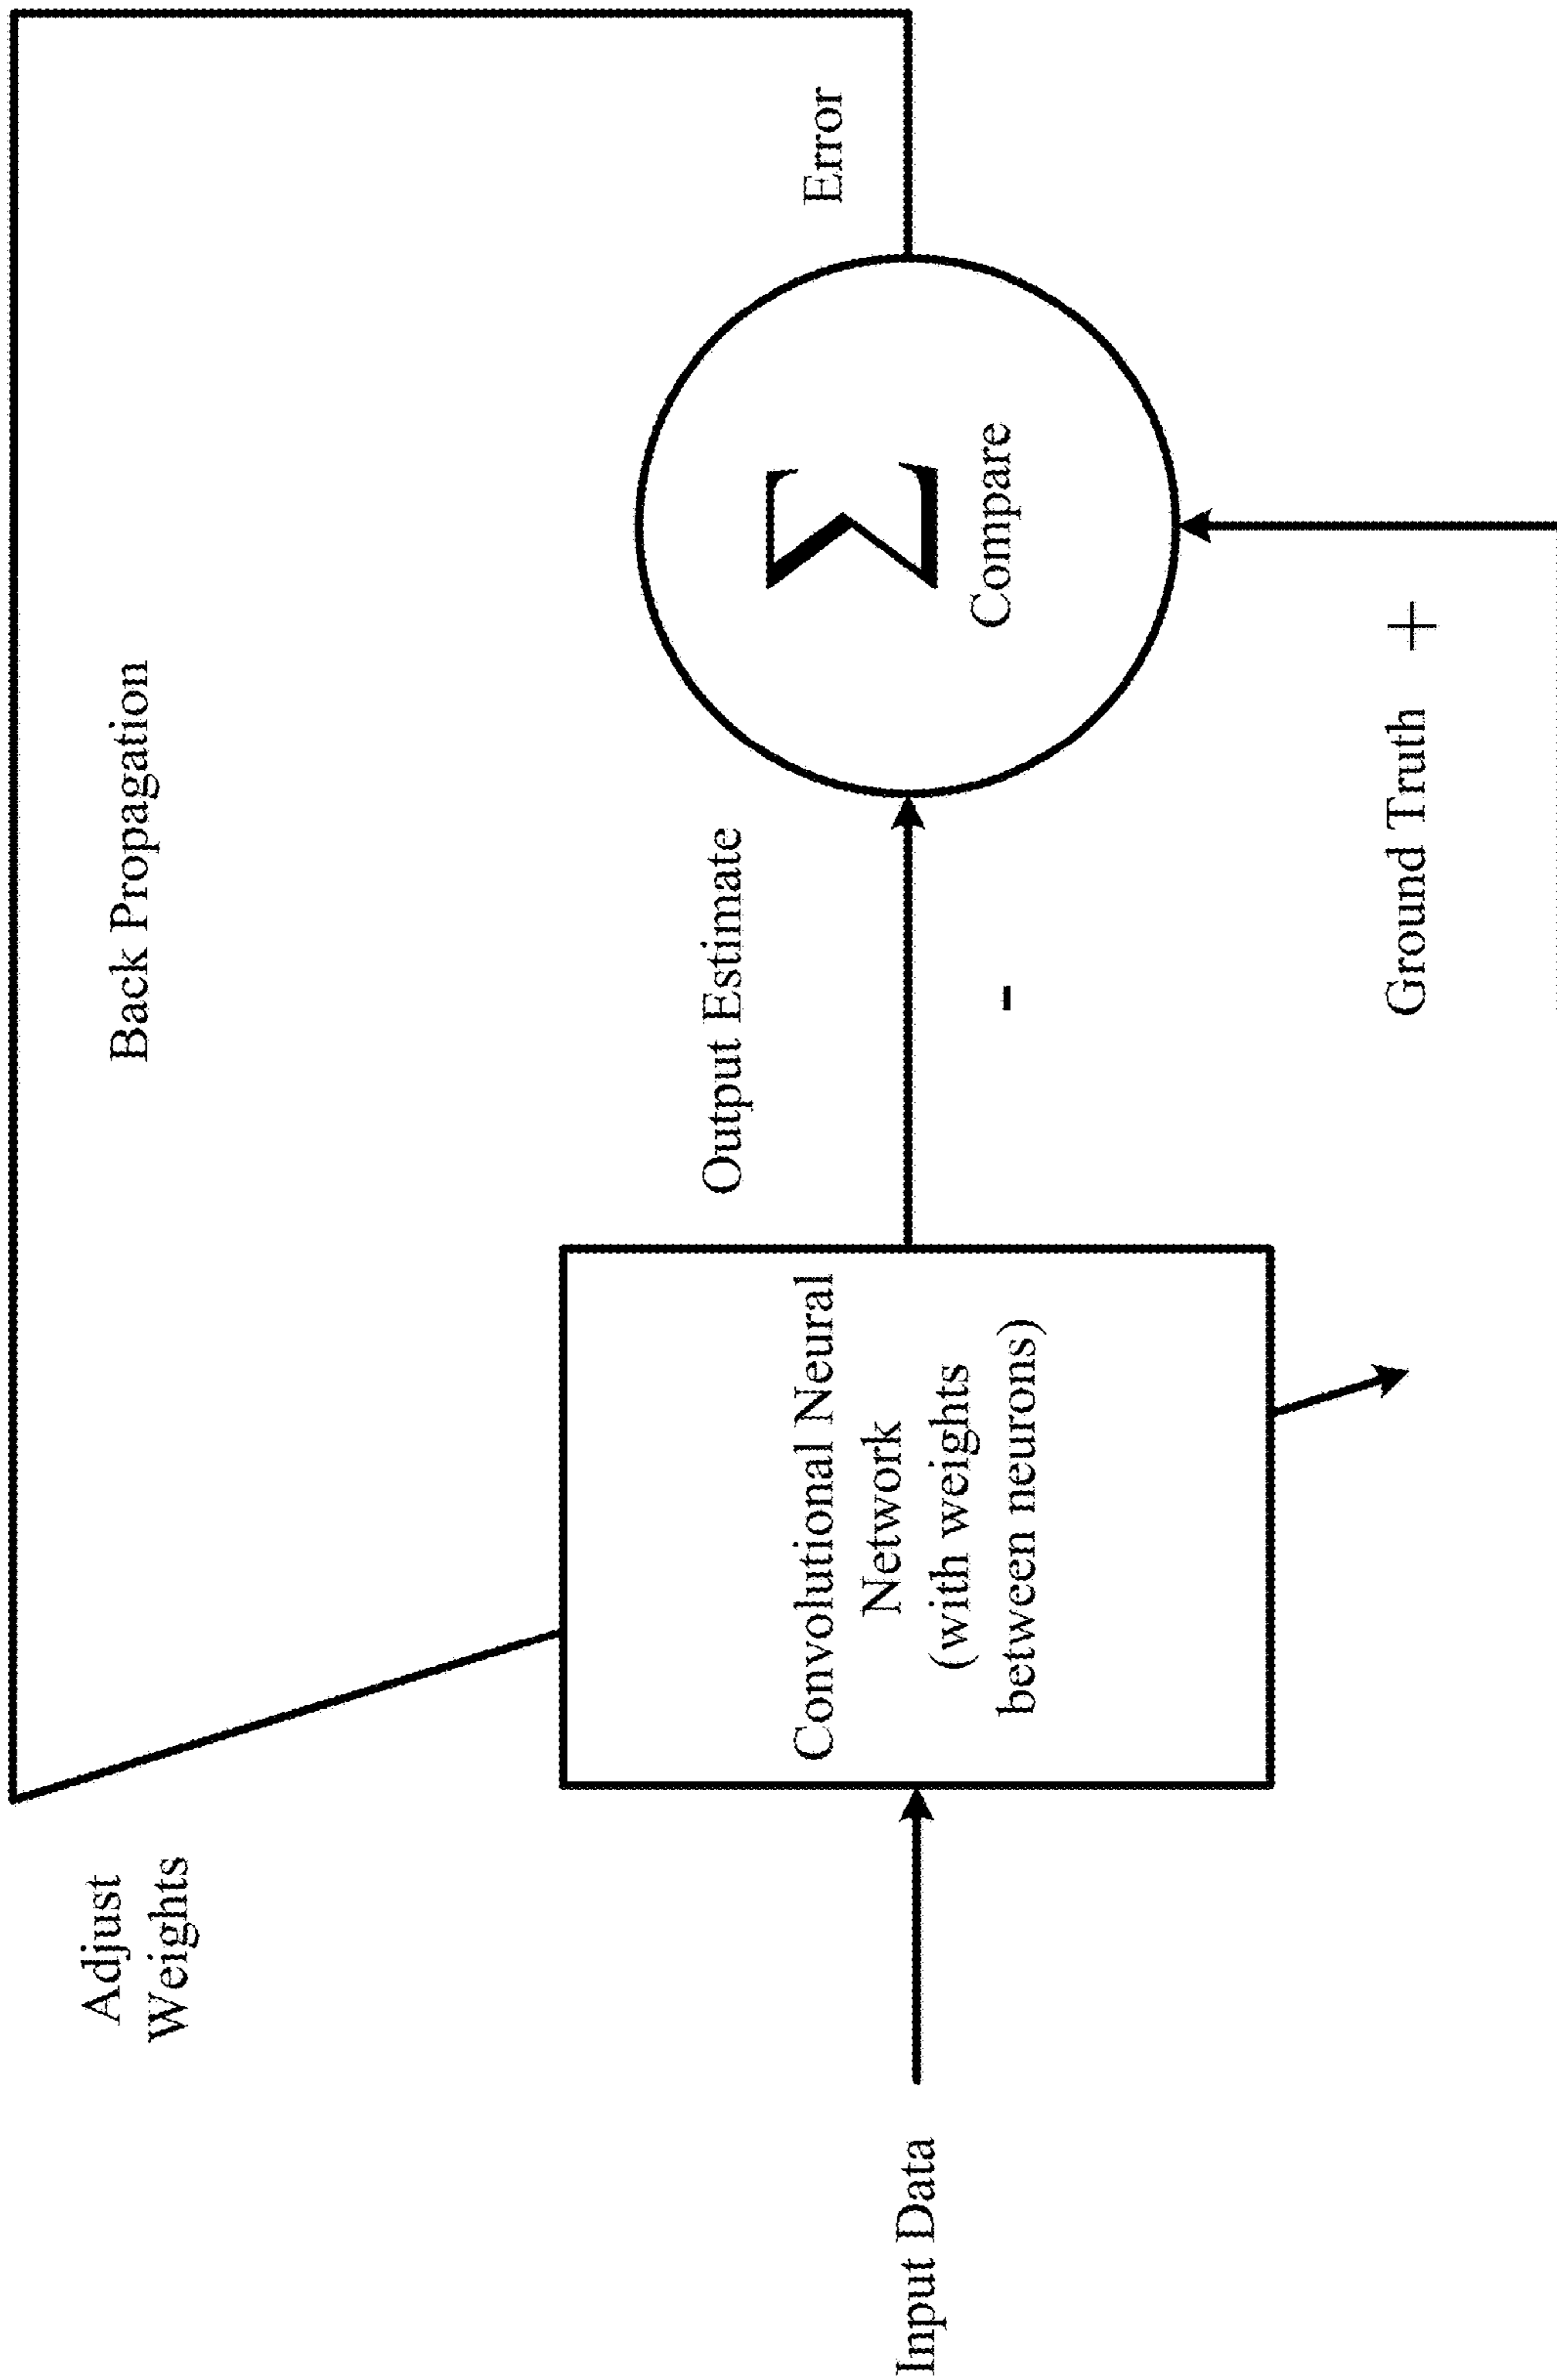 Back Propagation
Adjust
Weights
Error
Output Estimate
Σ
Compare
Convolutional Neural
Network
(with weights
between neurons)
Input Data
-
Ground Truth +